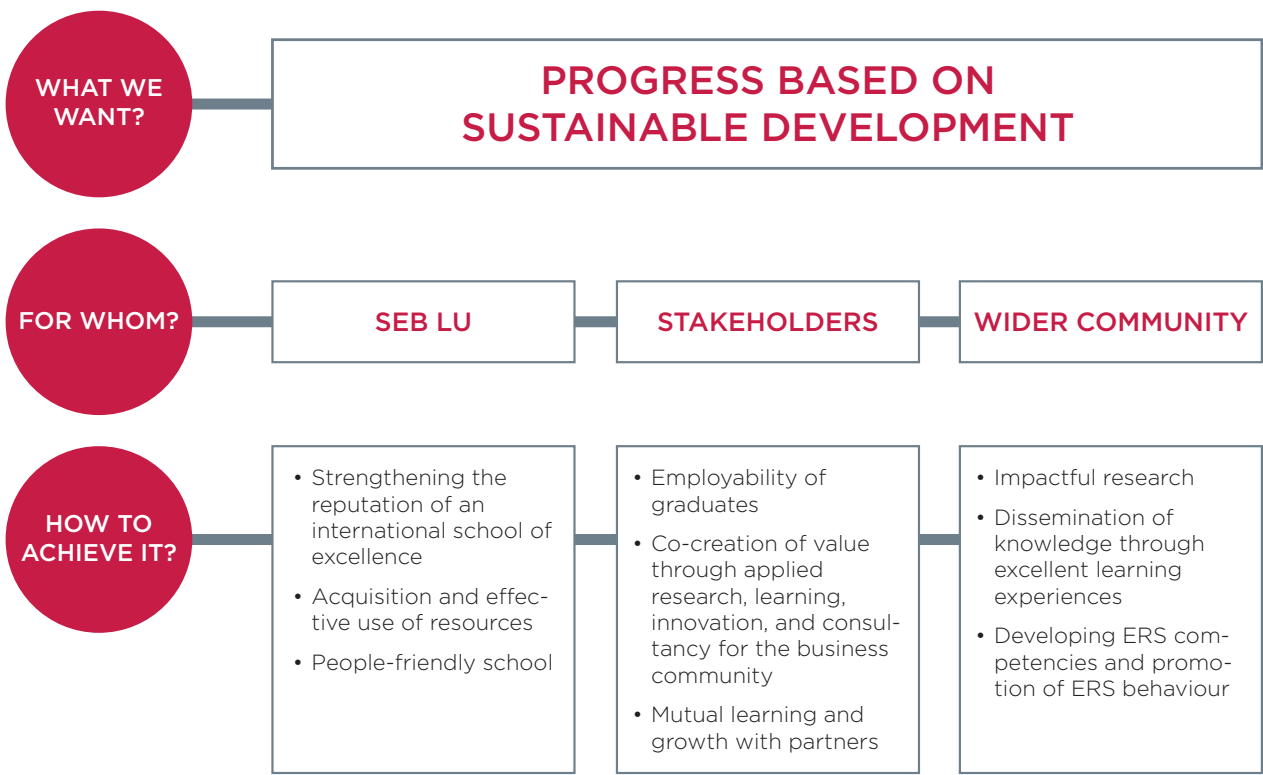 WHAT WE
WANT?
PROGRESS BASED ON
SUSTAINABLE DEVELOPMENT
FOR WHOM?
SEB LU
STAKEHOLDERS
WIDER COMMUNITY
HOW TO
ACHIEVE IT?
• Strengthening the
reputation of an
international school of
excellence
• Acquisition and effec-
tive use of resources
• People-friendly school
• Employability of
graduates
• Co-creation of value
through applied
research, learning,
innovation, and consul-
tancy for the business
community
• Mutual learning and
growth with partners
• Impactful research
• Dissemination of
knowledge through
excellent learning
experiences
• Developing ERS com-
petencies and promo-
tion of ERS behaviour